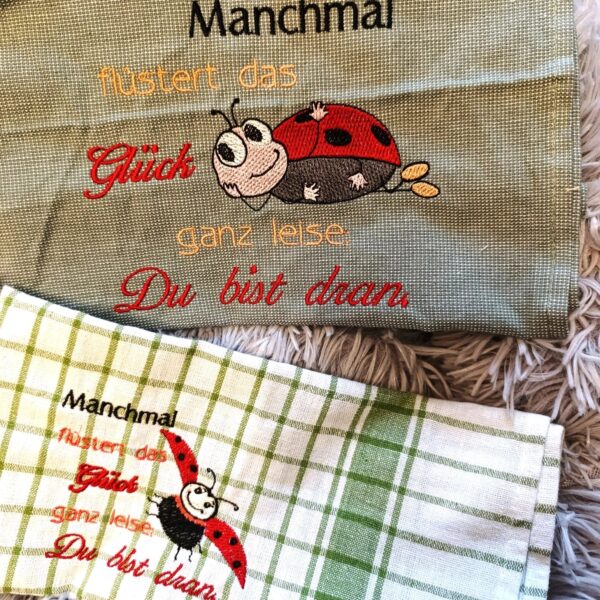 Manchmal
flüstert das
Glück
ganz leise:
Du bist dran.
Manchmal
flüstert das
Glück
ganz leise:
Du bist dran.